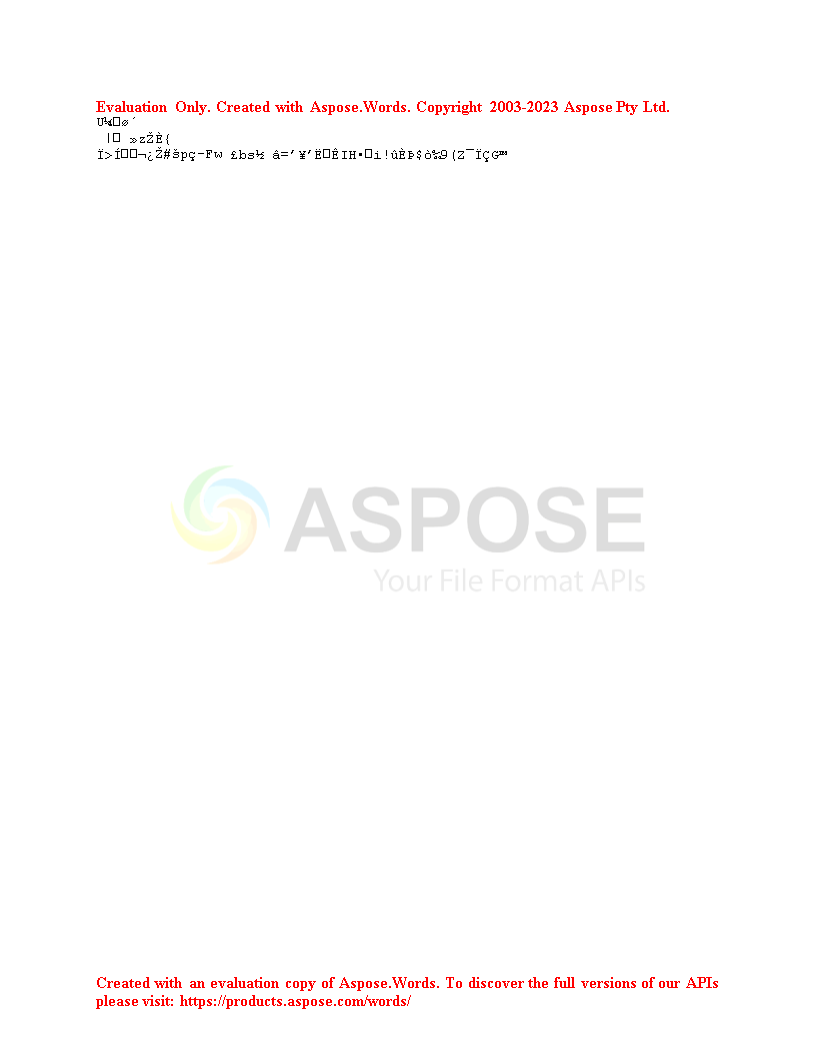 Evaluation Only. Created with Aspose.Words. Copyright 2003-2023 Aspose Pty Ltd.
U¼□ø´
|□ »zŽÈ{
Ï>Í□□¬¿Ž#špç–Fw £bs½ â=’¥’Ë□ÊIH•□i!ûÈÞ$ò‰9(Z¯ÏÇG™
ASPOSE
Your File Format APIs
Created with an evaluation copy of Aspose.Words. To discover the full versions of our APIs
please visit: https://products.aspose.com/words/